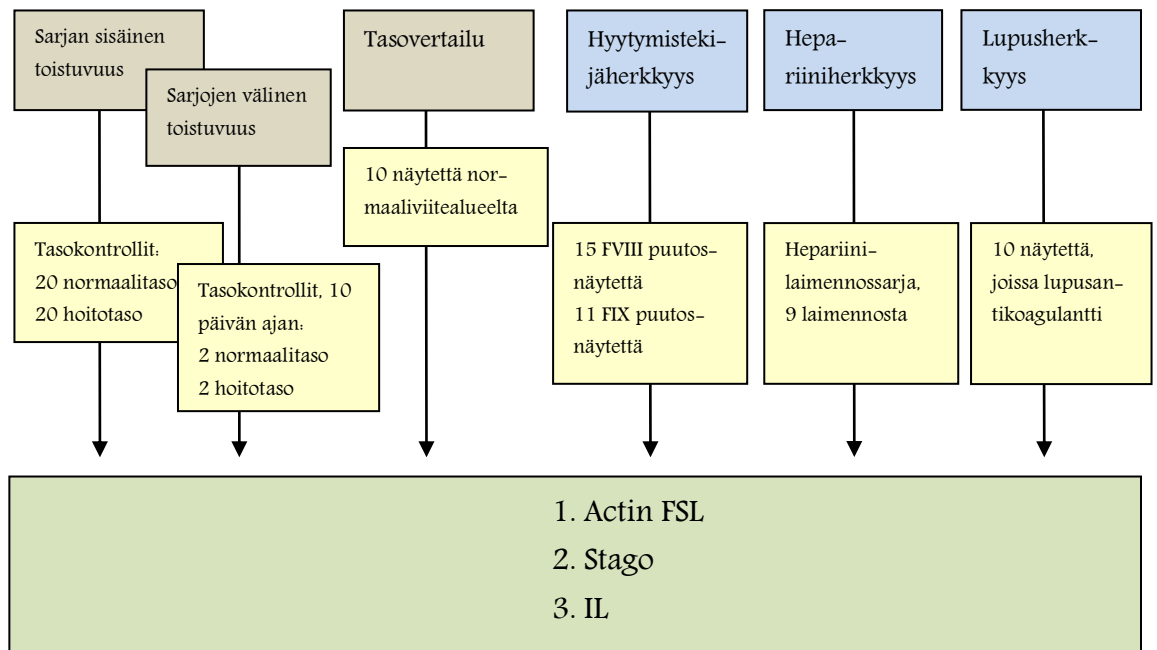 Sarjan sisäinen
toistuvuus
Sarjojen välinen
toistuvuus
Tasovertailu
Hyytymisteki-
jäherkkyys
Hepa-
riiniherkkyys
Lupusherk-
kyys
Tasokontrollit:
20 normaalitaso
20 hoitotaso
Tasokontrollit, 10
päivän ajan:
2 normaalitaso
2 hoitotaso
10 näytettä nor-
maaliviitealueelta
15 FVIII puutos-
näytettä
11 FIX puutos-
näytettä
Hepariini-
laimennossarja,
9 laimennosta
10 näytettä,
joissa lupusan-
tikoagulantti
1. Actin FSL
2. Stago
3. IL